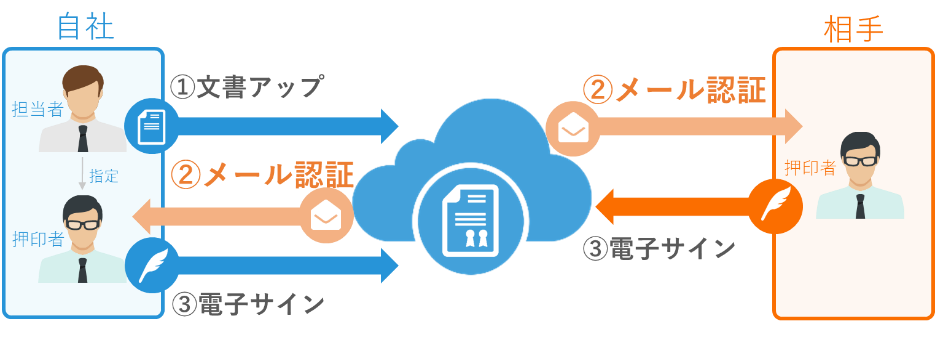 自社
相手
担当者
①文書アップ
②メール認証
指定
②メール認証
押印者
押印者
③電子サイン
③電子サイン